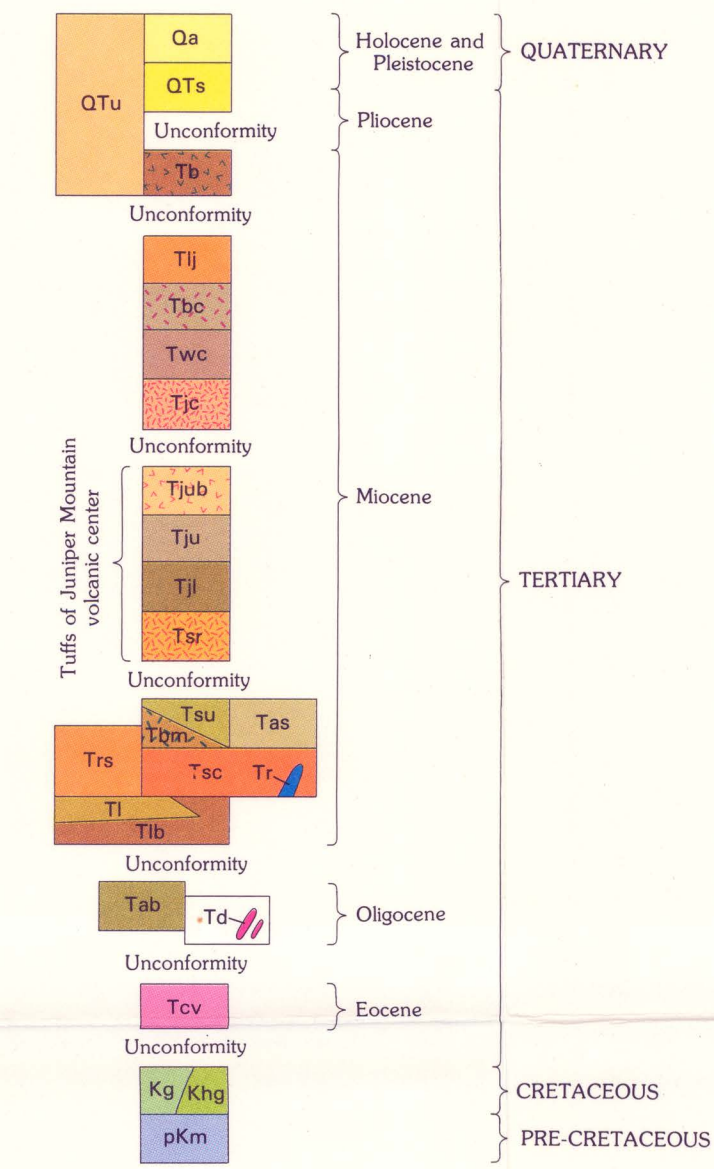 Qa
QTu
QTs
Holocene and
Pleistocene
QUATERNARY
Unconformity
Pliocene
Tb
Unconformity
Tlj
Tbc
Twc
Tjc
Unconformity
Tuffs of Juniper Mountain
volcanic center
Tjub
Tju
Tjl
Tsr
Miocene
TERTIARY
Unconformity
Tsu
Tas
Tbm
Trs
Tsc
Tr
Tl
Tlb
Unconformity
Tab
Td
Oligocene
Unconformity
Tcv
Eocene
Unconformity
Kg
Khg
CRETACEOUS
pKm
PRE-CRETACEOUS